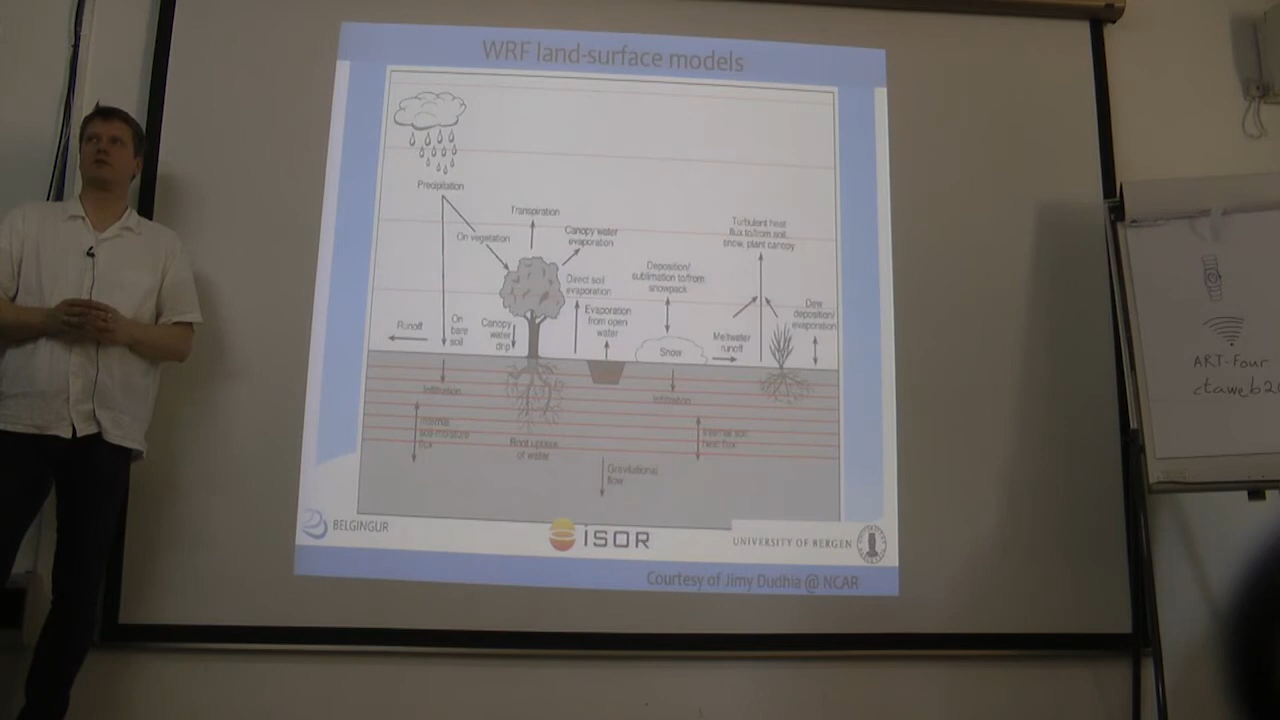 WRF land-surface models
Precipitation
Transpiration
On vegetation
Canopy water
evaporation
Turbulent heat
flux to/from soil,
snow, plant canopy
Deposition/
sublimation to/from
snowpack
Direct soil
evaporation
Evaporation
from open
water
Dew
deposition/
evaporation
Runoff
On
bare
soil
Canopy
water
drip
Snow
Meltwater
runoff
Infiltration
Infiltration
Internal
soil moisture
flux
Root uptake
of water
Internal soil
heat flux
Gravitational
flow
BELGINGUR
ISOR
UNIVERSITY OF BERGEN
Courtesy of Jimy Dudhia @ NCAR
ART-Four